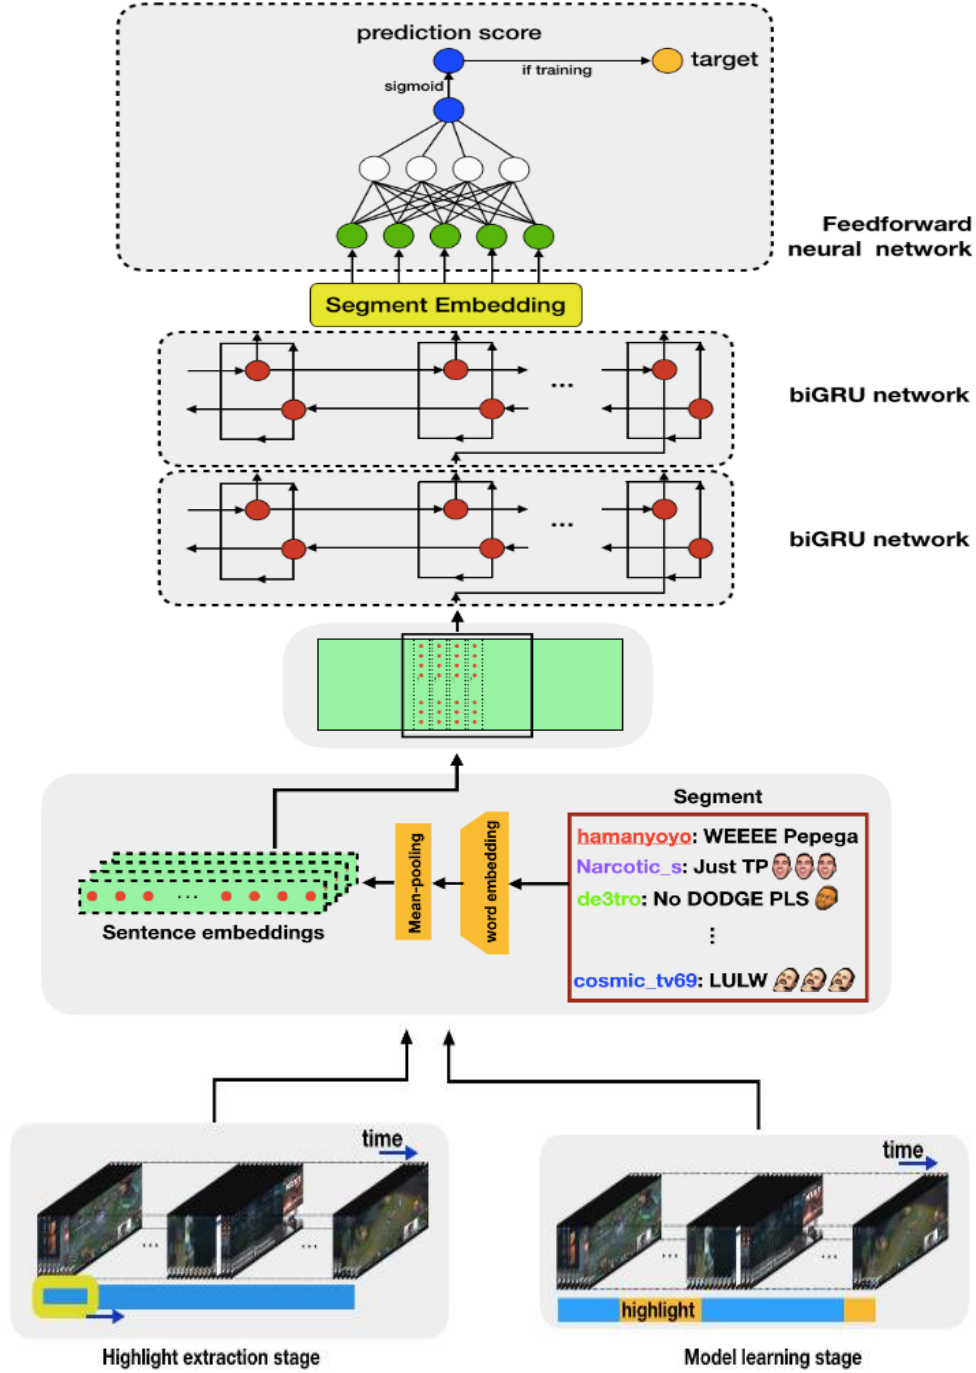 prediction score
if training
target
sigmoid
Feedforward
neural network
Segment Embedding
biGRU network
biGRU network
Segment
hamanyoyo: WEEEE Pepega
Narcotic_s: Just TP
de3tro: No DODGE PLS
⋮
cosmic_tv69: LULW
word embedding
Mean-pooling
Sentence embeddings
time
time
highlight
Highlight extraction stage
Model learning stage